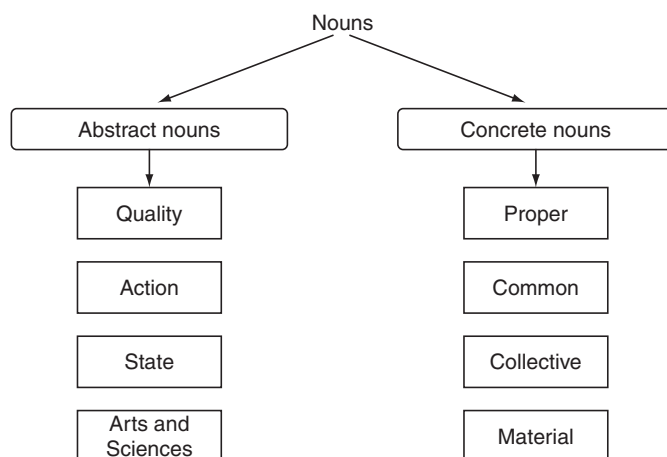 Nouns
Abstract nouns
Concrete nouns
Quality
Proper
Action
Common
State
Collective
Arts and
Sciences
Material